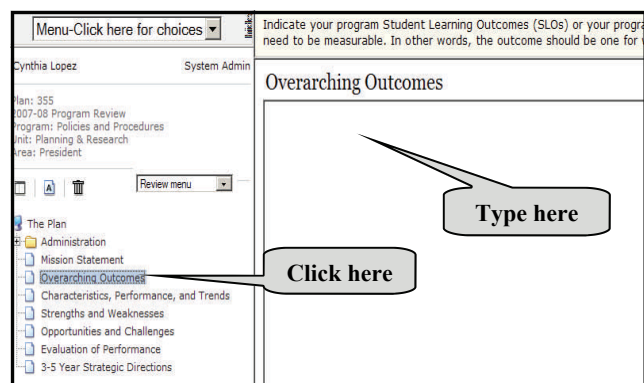 Menu-Click here for choices
Cynthia Lopez System Admin
Plan: 355
2007-08 Program Review
Program: Policies and Procedures
Unit: Planning & Research
Area: President
Review menu
The Plan
Administration
Mission Statement
Overarching Outcomes
Characteristics, Performance, and Trends
Strengths and Weaknesses
Opportunities and Challenges
Evaluation of Performance
3-5 Year Strategic Directions
Indicate your program Student Learning Outcomes (SLOs) or your progra
need to be measurable. In other words, the outcome should be one for
Overarching Outcomes
Type here
Click here